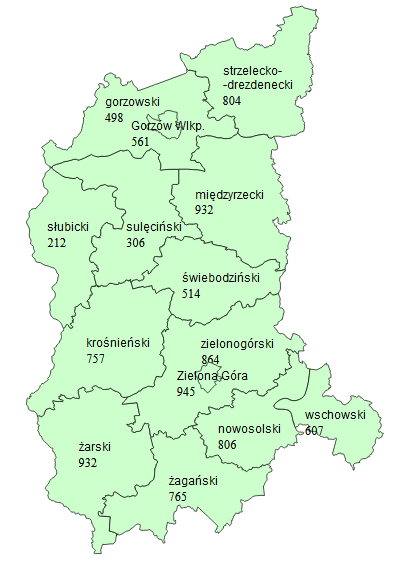 strzelecko-
-drezdenecki
804
gorzowski
498
Gorzów Wlkp.
561
międzyrzecki
932
słubicki
212
sulęciński
306
świebodziński
514
krośnieński
757
zielonogórski
864
Zielona Góra
945
wschowski
607
nowosolski
806
żarski
932
żagański
765